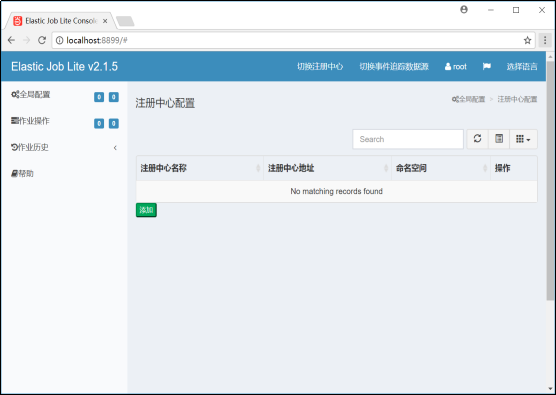 Elastic Job Lite Console
localhost:8899/#
Elastic Job Lite v2.1.5
切换注册中心 切换事件追踪数据源 root 选择语言
全局配置 0 0
作业操作 0 0
作业历史
帮助
注册中心配置
全局配置 > 注册中心配置
Search
注册中心名称 注册中心地址 命名空间 操作
No matching records found
添加